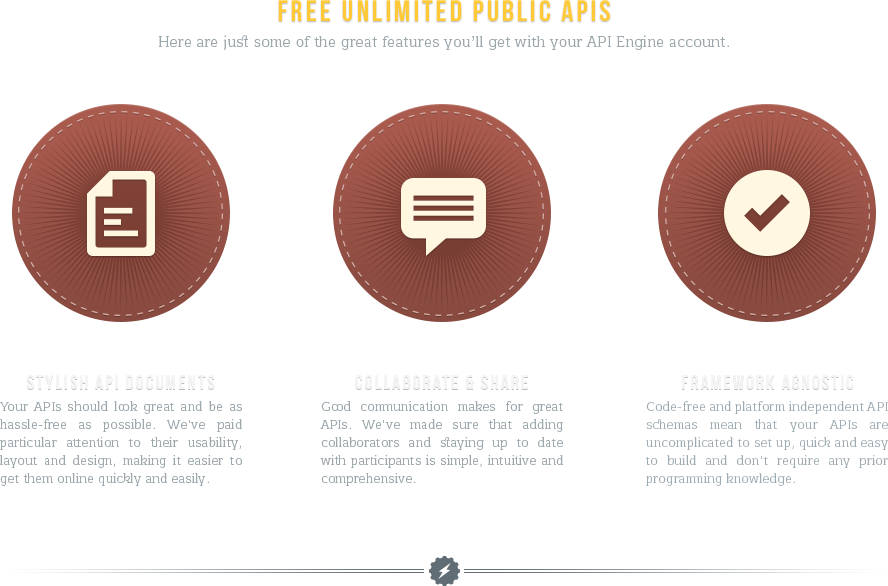 FREE UNLIMITED PUBLIC APIS
Here are just some of the great features you'll get with your API Engine account.
STYLISH API DOCUMENTS
Your APIs should look great and be as
hassle-free as possible. We've paid
particular attention to their usability,
layout and design, making it easier to
get them online quickly and easily.
COLLABORATE & SHARE
Good communication makes for great
APIs. We've made sure that adding
collaborators and staying up to date
with participants is simple, intuitive and
comprehensive.
FRAMEWORK AGNOSTIC
Code-free and platform independent API
schemas mean that your APIs are
uncomplicated to set up, quick and easy
to build and don't require any prior
programming knowledge.